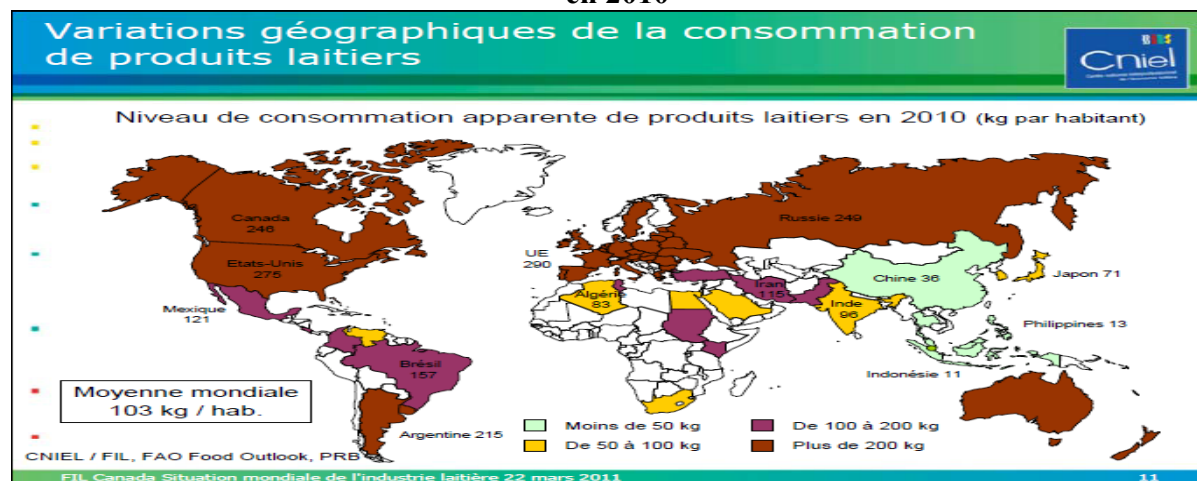 en 2010
Variations géographiques de la consommation
de produits laitiers
Cniel
Niveau de consommation apparente de produits laitiers en 2010 (kg par habitant)
Canada
246
Russie 249
UE
290
Etats-Unis
275
Chine 36
Japon 71
Iran
115
Algérie
83
Mexique
121
Inde
96
Philippines 13
Brésil
157
Indonésie 11
Moyenne mondiale
103 kg / hab.
Argentine 215
Moins de 50 kg
De 100 à 200 kg
De 50 à 100 kg
Plus de 200 kg
CNIEL / FIL, FAO Food Outlook, PRB
FIL Canada Situation mondiale de l'industrie laitière 22 mars 2011
11